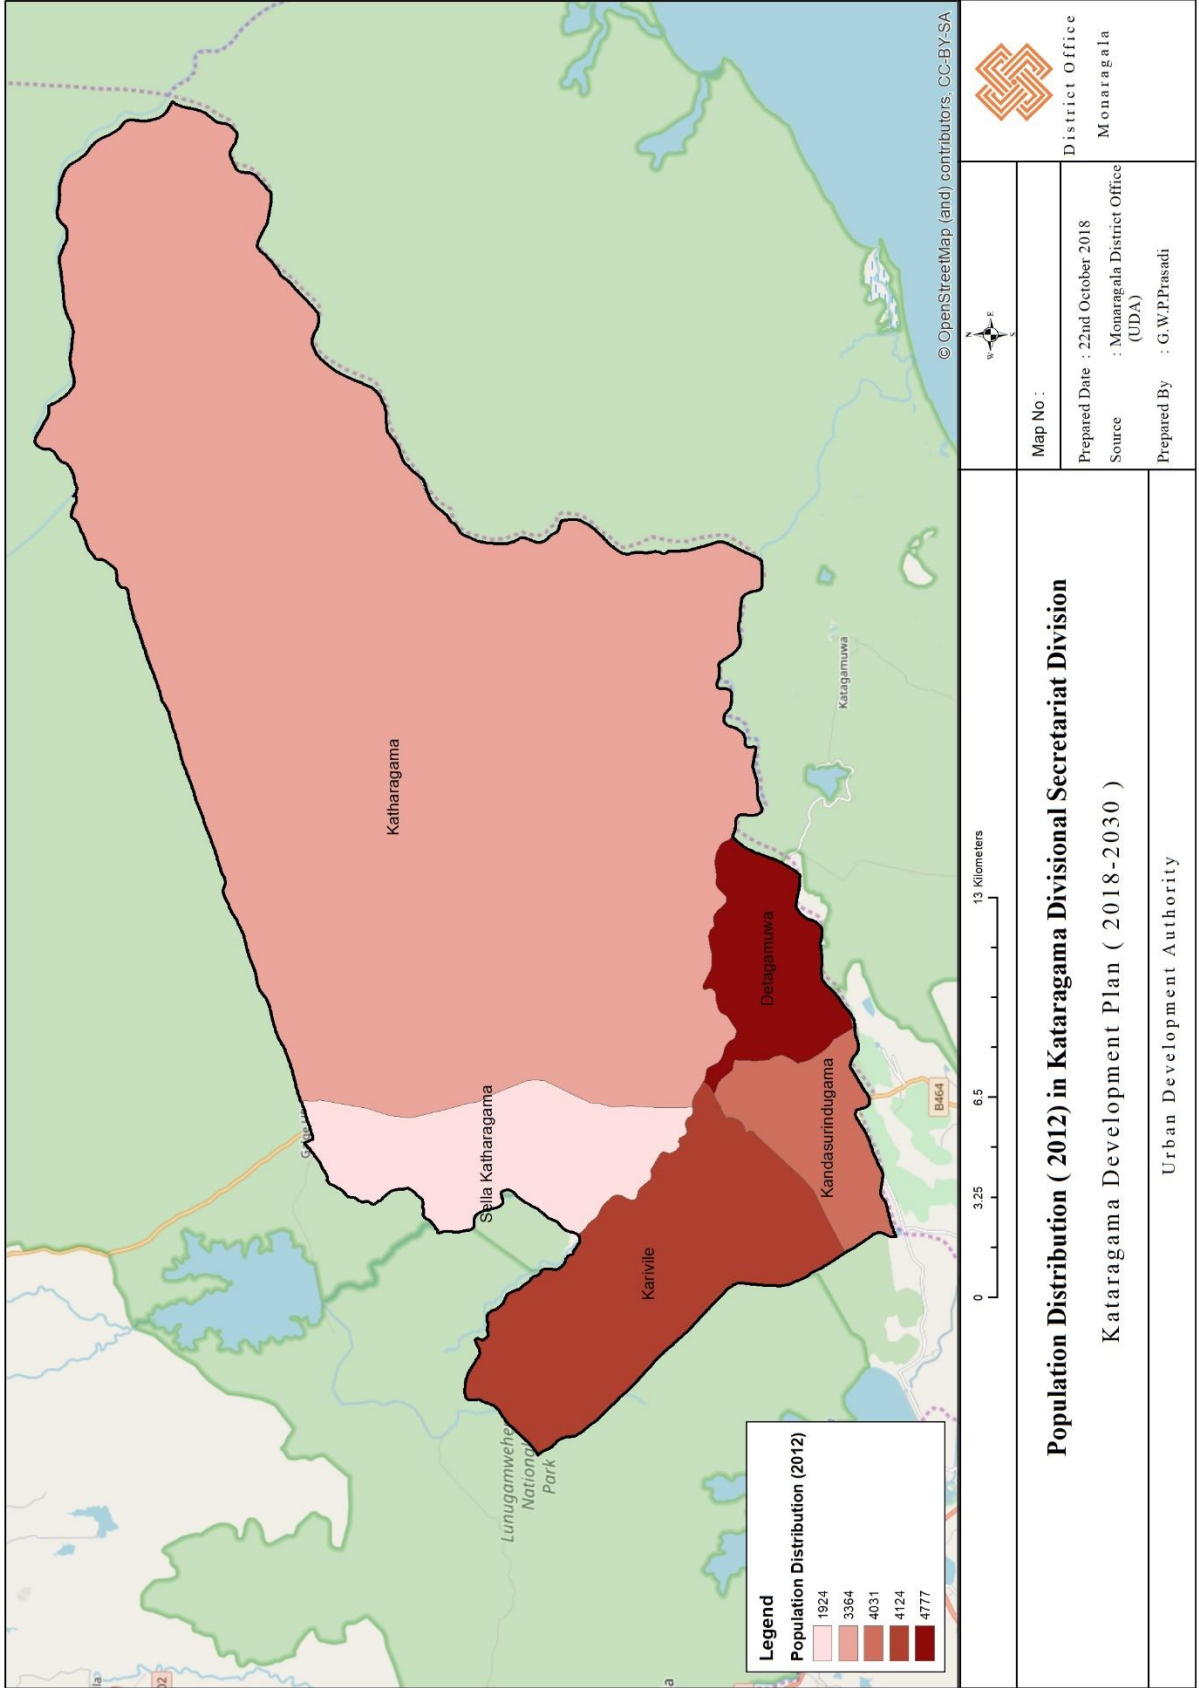 Katharagama
Sella Katharagama
Karivile
Detagamuwa
Kandasurindugama
Katagamuwa
Lunugamwehe
National
Park
B464
© OpenStreetMap (and) contributors, CC-BY-SA
Legend
Population Distribution (2012)
1924
3364
4031
4124
4777
0 3.25 6.5 13 Kilometers
Population Distribution ( 2012) in Kataragama Divisional Secretariat Division
Kataragama Development Plan ( 2018-2030 )
Urban Development Authority
N
W E
S
Map No :
Prepared Date : 22nd October 2018
Source : Monaragala District Office
(UDA)
Prepared By : G.W.P.Prasadi
District Office
Monaragala